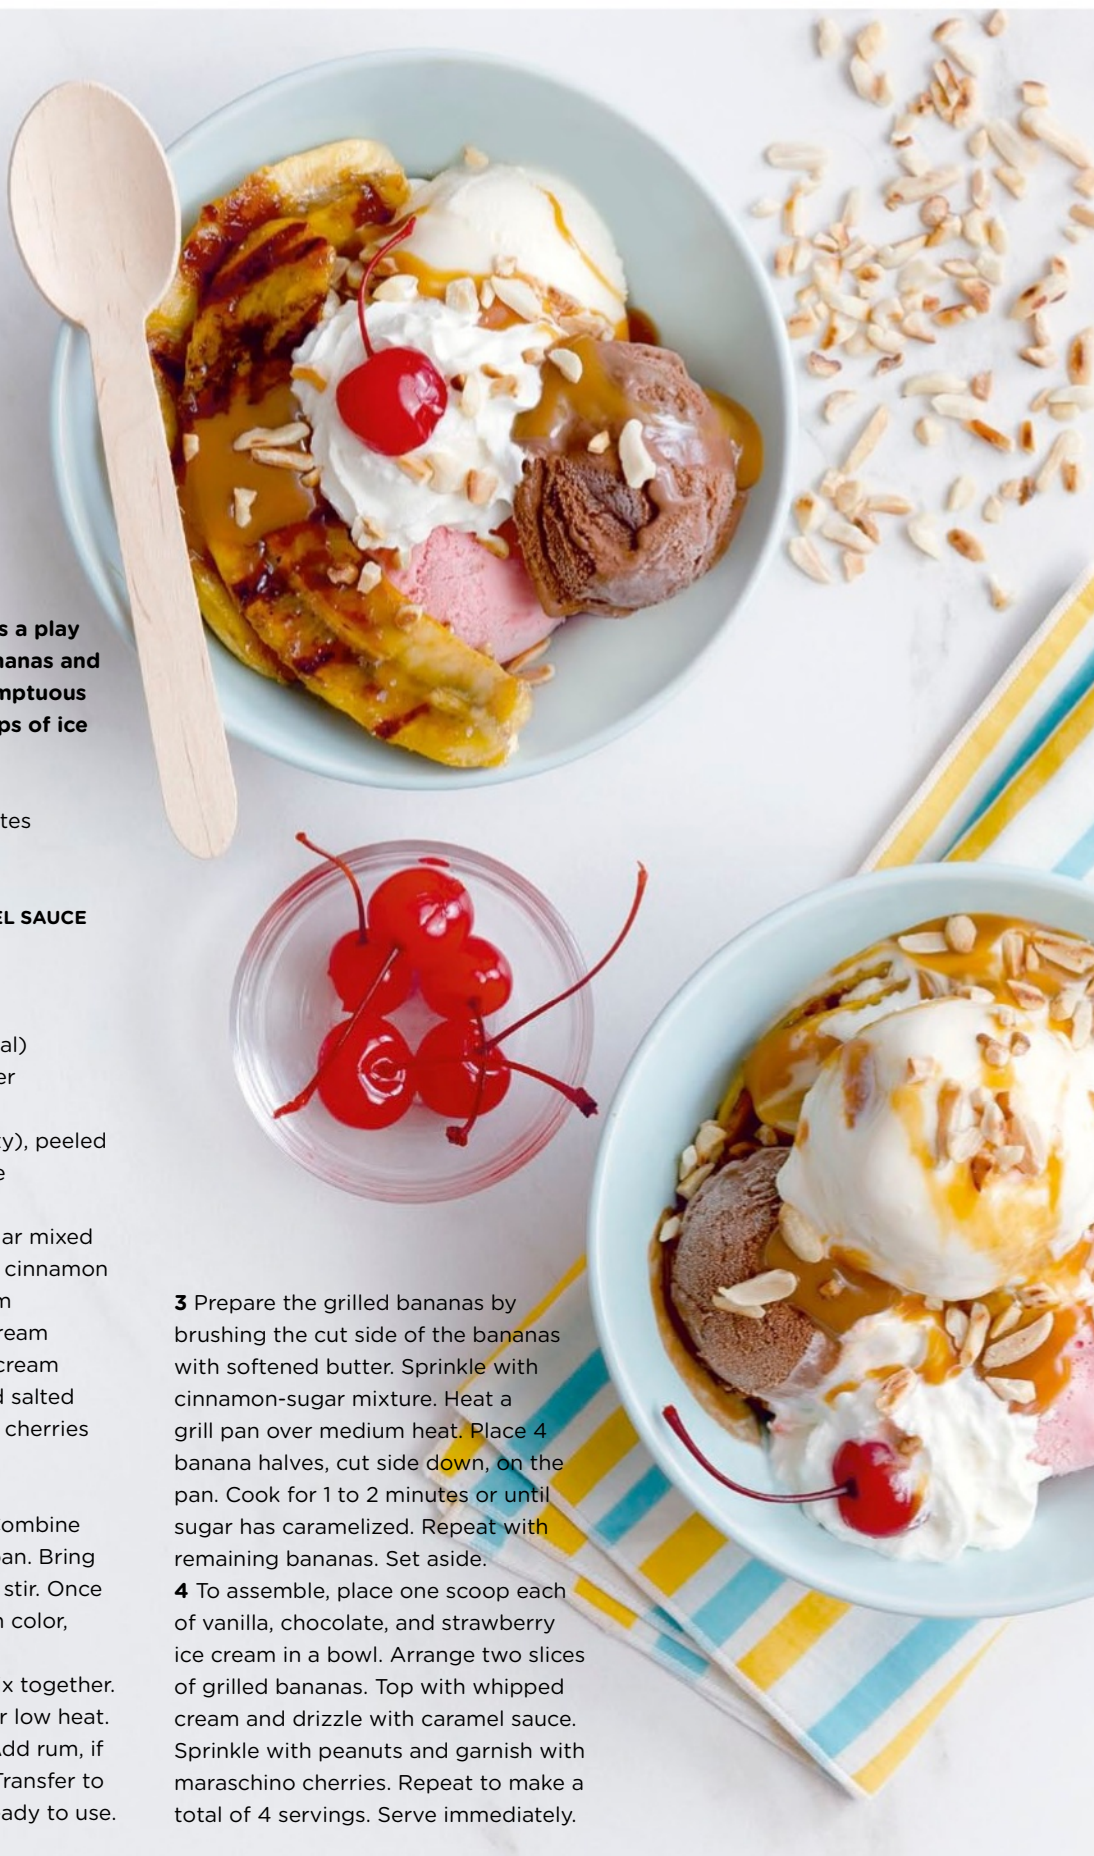 s a play
anas and
mptuous
ps of ice
tes
EL SAUCE
al)
er
y), peeled
e
ar mixed
cinnamon
m
ream
cream
d salted
cherries
ombine
an. Bring
stir. Once
n color,
x together.
r low heat.
dd rum, if
Transfer to
ady to use.
3 Prepare the grilled bananas by
brushing the cut side of the bananas
with softened butter. Sprinkle with
cinnamon-sugar mixture. Heat a
grill pan over medium heat. Place 4
banana halves, cut side down, on the
pan. Cook for 1 to 2 minutes or until
sugar has caramelized. Repeat with
remaining bananas. Set aside.
4 To assemble, place one scoop each
of vanilla, chocolate, and strawberry
ice cream in a bowl. Arrange two slices
of grilled bananas. Top with whipped
cream and drizzle with caramel sauce.
Sprinkle with peanuts and garnish with
maraschino cherries. Repeat to make a
total of 4 servings. Serve immediately.